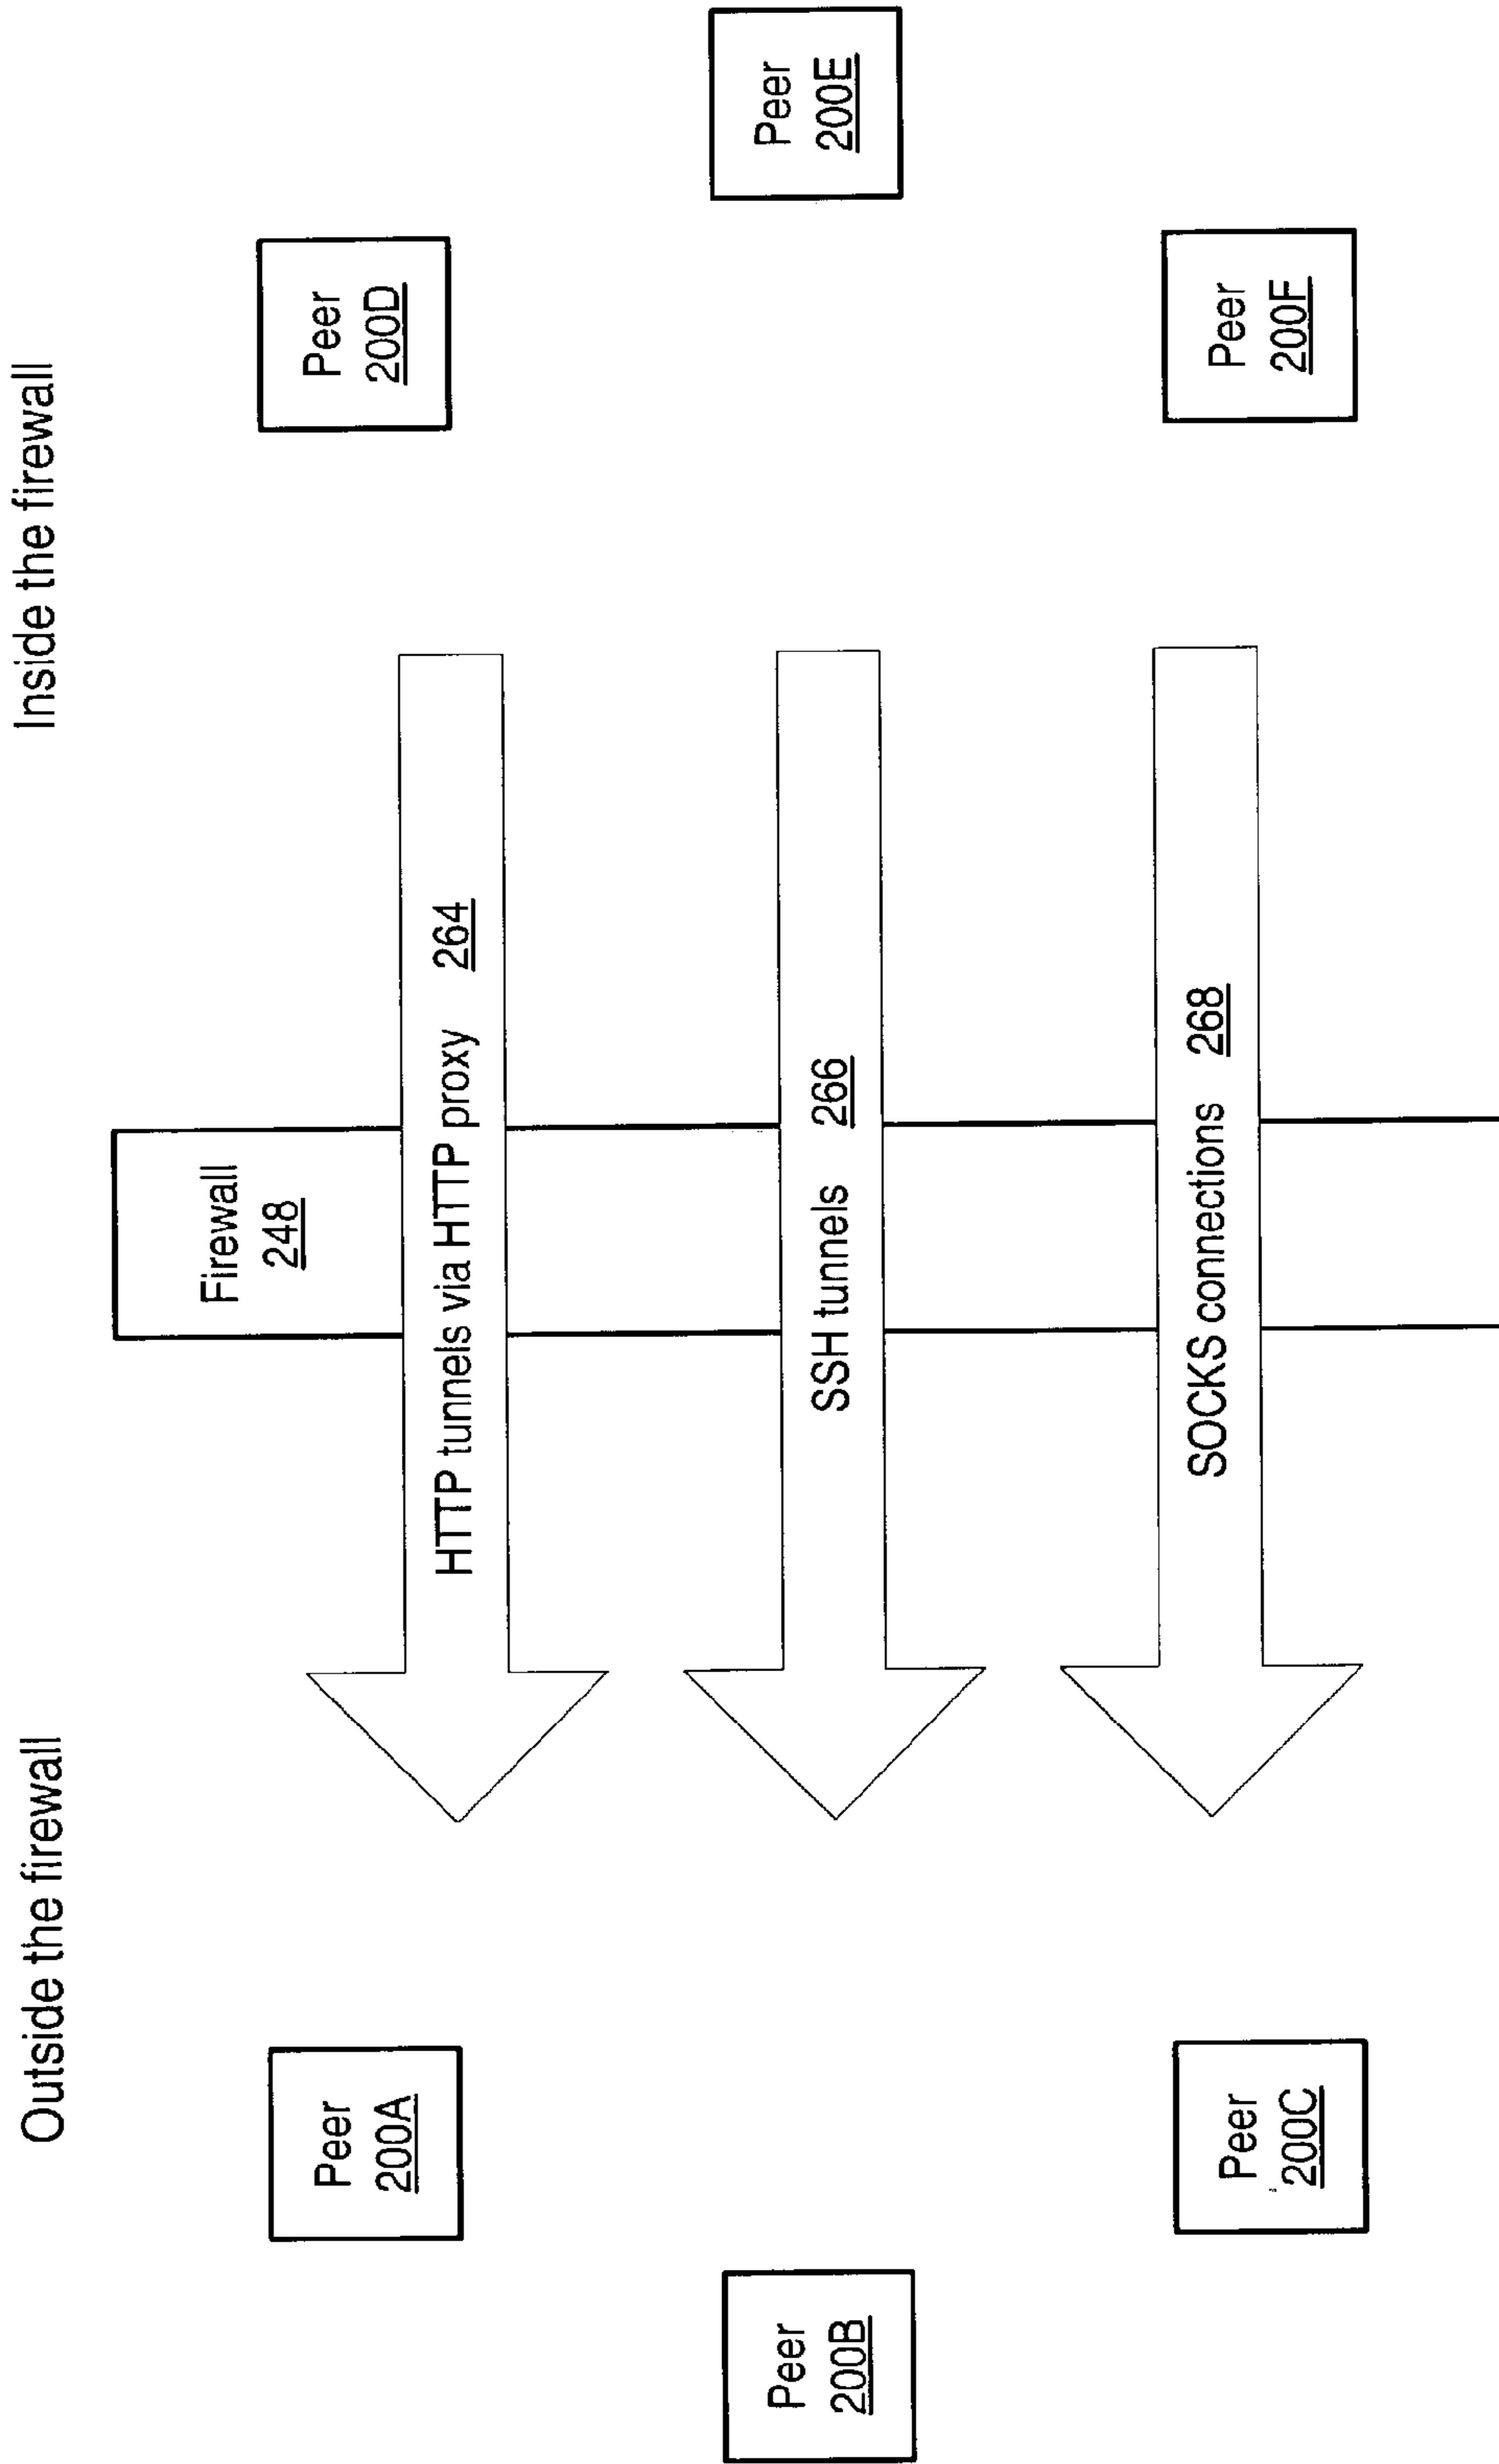 Outside the firewall
Inside the firewall
Firewall
248
Peer
200A
Peer
200D
HTTP tunnels via HTTP proxy 264
Peer
200B
SSH tunnels 266
Peer
200E
Peer
200C
SOCKS connections 268
Peer
200F